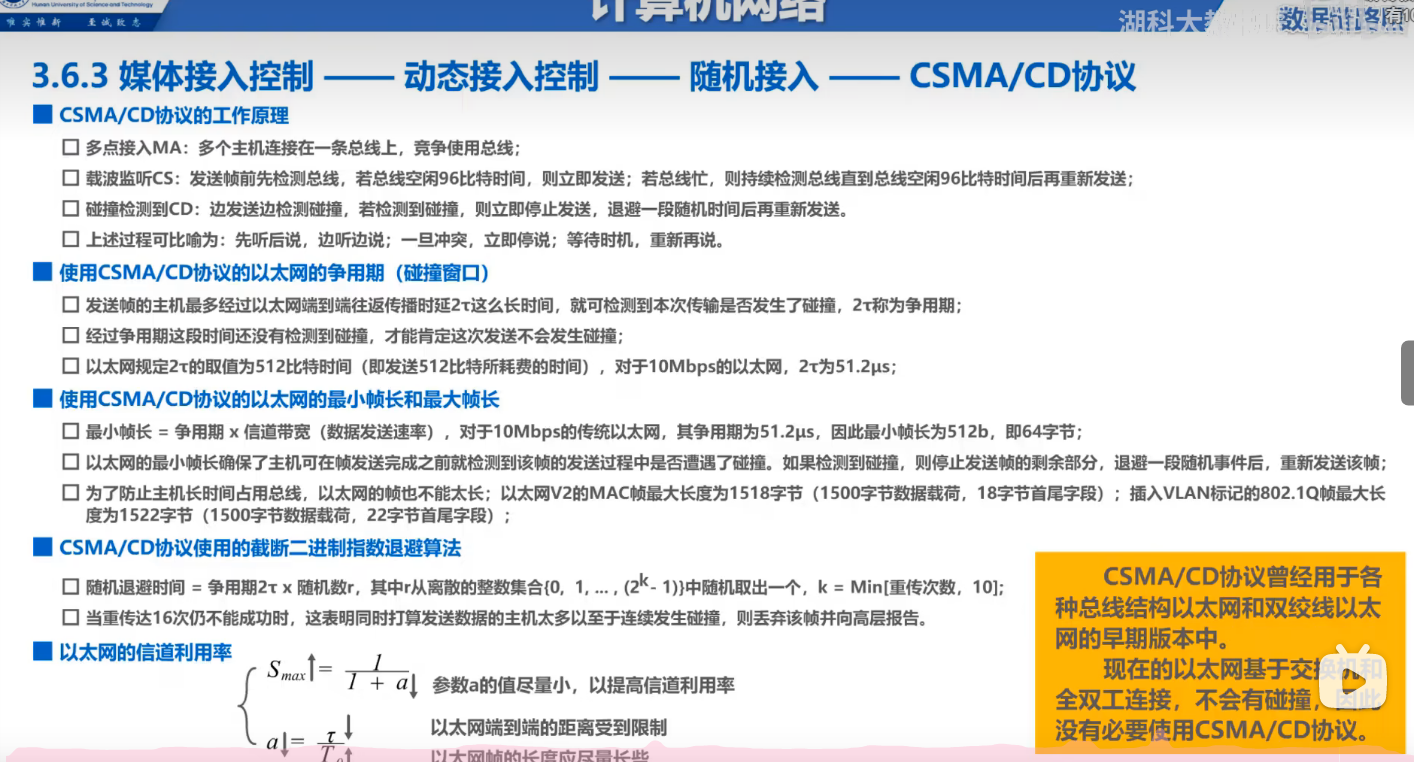 Hunan University of Science and Technology
唯实惟新 至诚致志
计算机网络
湖科大教
3.6.3 媒体接入控制 —— 动态接入控制 —— 随机接入 —— CSMA/CD协议
CSMA/CD协议的工作原理
多点接入MA：多个主机连接在一条总线上，竞争使用总线；
载波监听CS：发送帧前先检测总线，若总线空闲96比特时间，则立即发送；若总线忙，则持续检测总线直到总线空闲96比特时间后再重新发送；
碰撞检测到CD：边发送边检测碰撞，若检测到碰撞，则立即停止发送，退避一段随机时间后再重新发送。
上述过程可比喻为：先听后说，边听边说；一旦冲突，立即停说；等待时机，重新再说。
使用CSMA/CD协议的以太网的争用期（碰撞窗口）
发送帧的主机最多经过以太网端到端往返传播时延2τ这么长时间，就可检测到本次传输是否发生了碰撞，2τ称为争用期；
经过争用期这段时间还没有检测到碰撞，才能肯定这次发送不会发生碰撞；
以太网规定2τ的取值为512比特时间（即发送512比特所耗费的时间），对于10Mbps的以太网，2τ为51.2μs；
使用CSMA/CD协议的以太网的最小帧长和最大帧长
最小帧长 = 争用期 x 信道带宽（数据发送速率），对于10Mbps的传统以太网，其争用期为51.2μs，因此最小帧长为512b，即64字节；
以太网的最小帧长确保了主机可在帧发送完成之前就检测到该帧的发送过程中是否遭遇了碰撞。如果检测到碰撞，则停止发送帧的剩余部分，退避一段随机事件后，重新发送该帧；
为了防止主机长时间占用总线，以太网的帧也不能太长；以太网V2的MAC帧最大长度为1518字节（1500字节数据载荷，18字节首尾字段）；插入VLAN标记的802.1Q帧最大长
度为1522字节（1500字节数据载荷，22字节首尾字段）；
CSMA/CD协议使用的截断二进制指数退避算法
随机退避时间 = 争用期2τ x 随机数r，其中r从离散的整数集合{0, 1, ... , (2^k - 1)}中随机取出一个，k = Min[重传次数，10]；
当重传达16次仍不能成功时，这表明同时打算发送数据的主机太多以至于连续发生碰撞，则丢弃该帧并向高层报告。
以太网的信道利用率
Smax↑= 1 / (1 + a↓) 参数a的值尽量小，以提高信道利用率
以太网端到端的距离受到限制
a↓= τ↓ / T0↑
以太网帧的长度应尽量长些
CSMA/CD协议曾经用于各
种总线结构以太网和双绞线以太
网的早期版本中。
现在的以太网基于交换机和
全双工连接，不会有碰撞，因此
没有必要使用CSMA/CD协议。